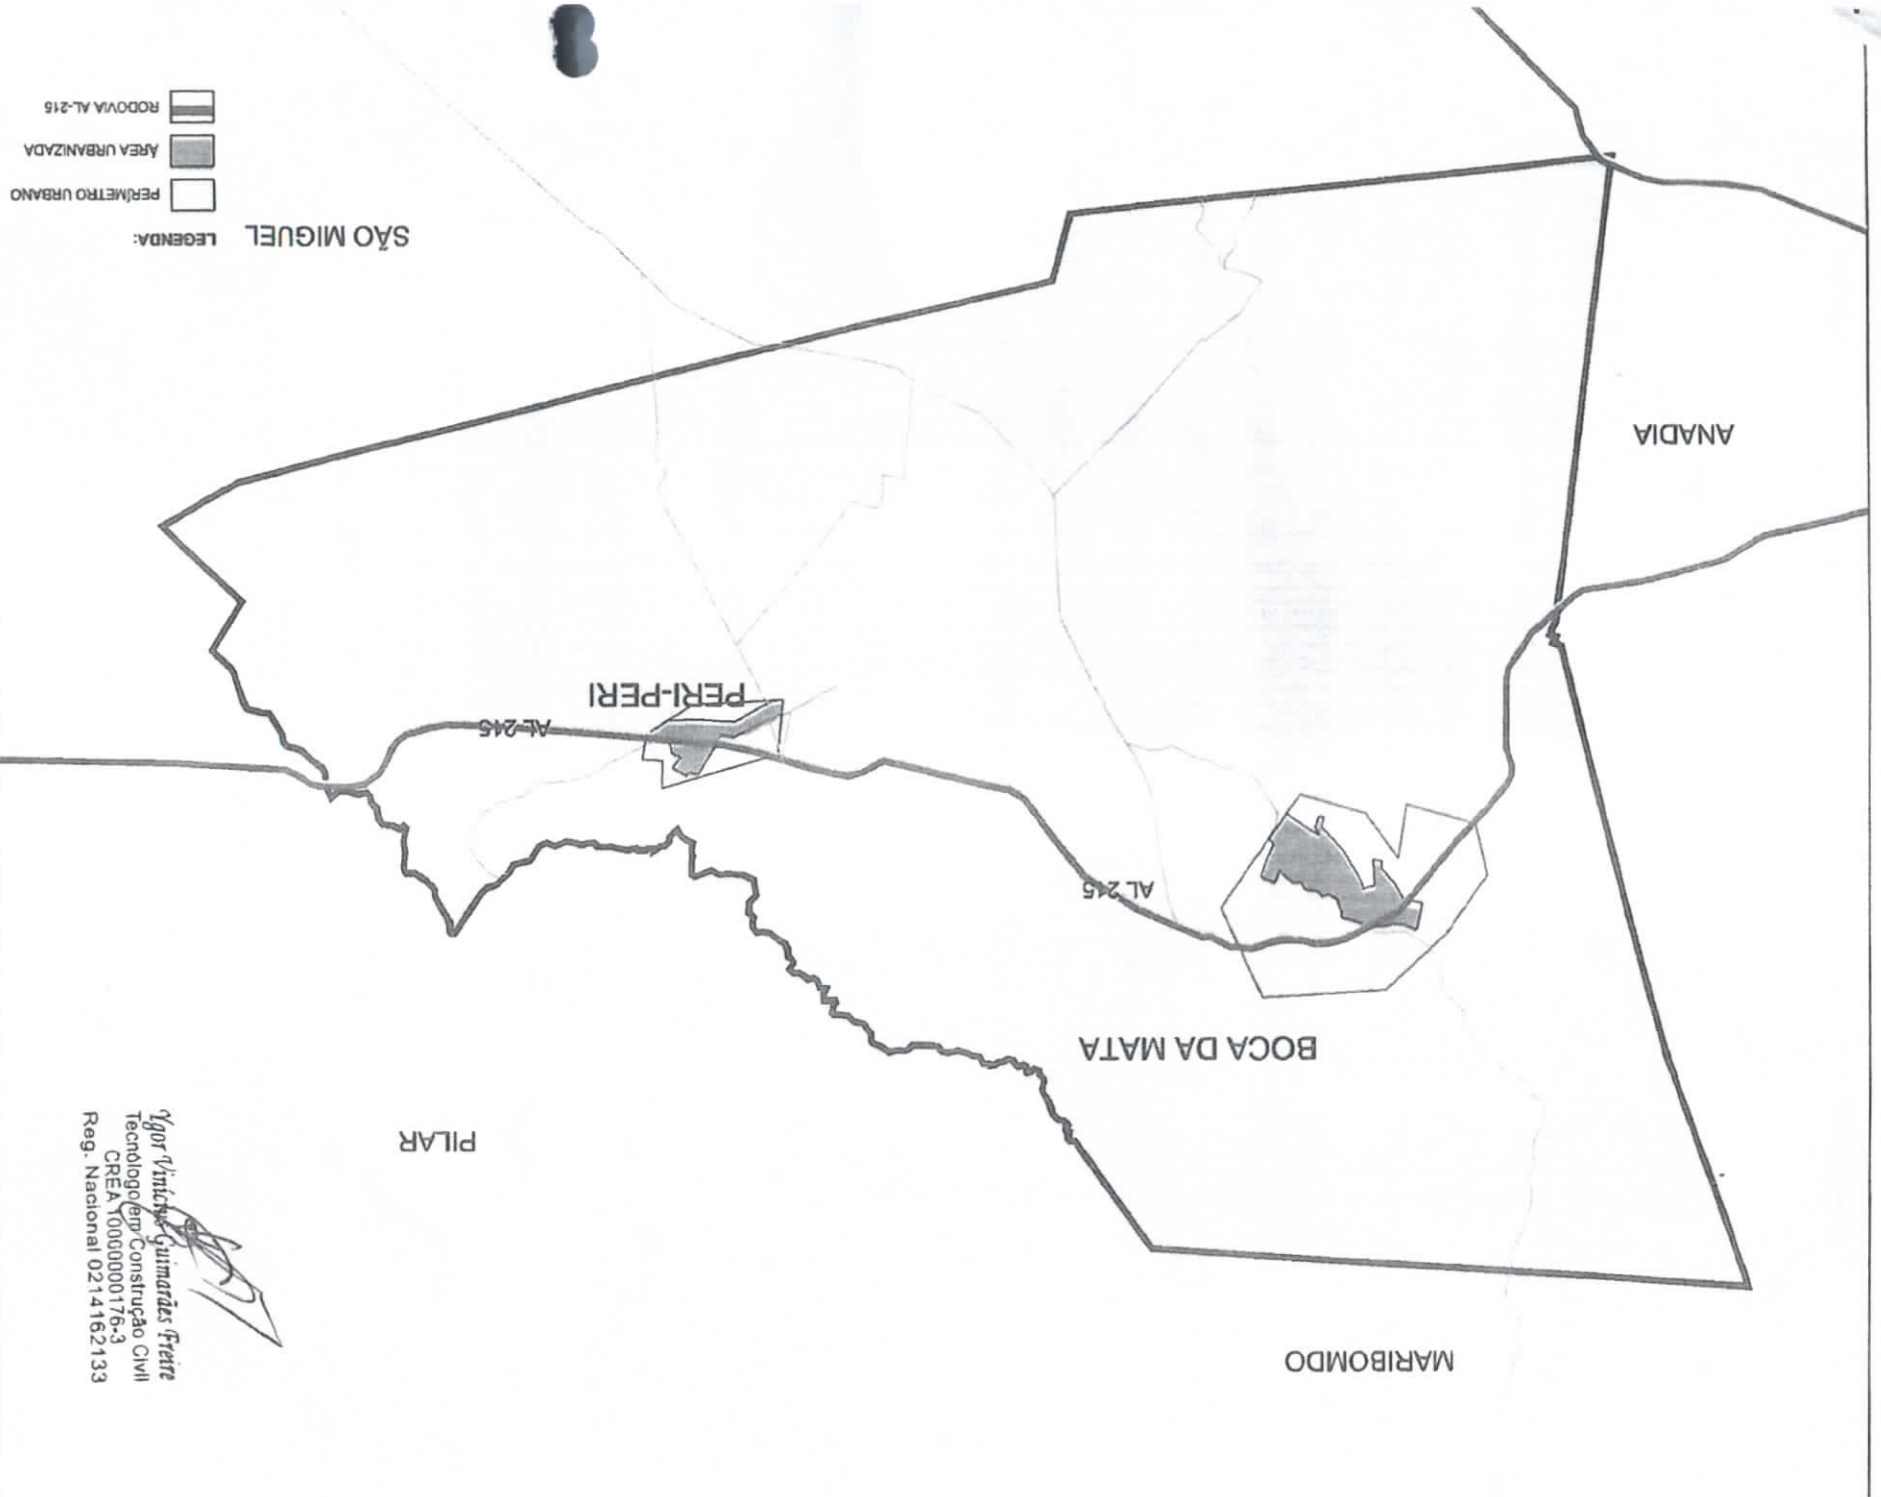 MARIBOMDO
PILAR
BOCA DA MATA
AL 215
AL-215
PERI-PERI
ANADIA
SÃO MIGUEL
LEGENDA:
PERÍMETRO URBANO
ÁREA URBANIZADA
RODOVIA AL-215
Ygor Vinícius Guimarães Freire
Tecnólogo em Construção Civil
CREA 1000000176-3
Reg. Nacional 0214162133